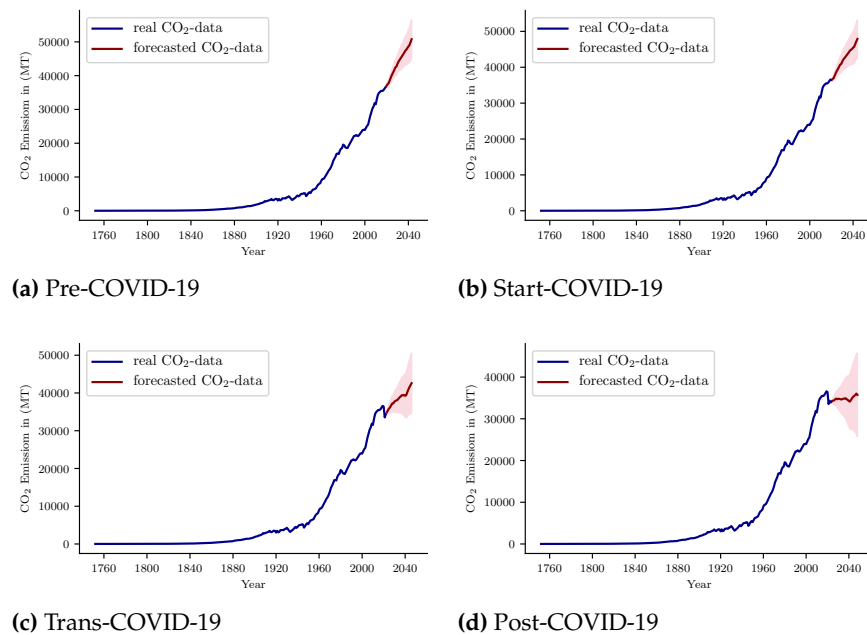 real CO₂-data
forecasted CO₂-data
CO₂ Emissiom in (MT)
50000
40000
30000
20000
10000
0
1760 1800 1840 1880 1920 1960 2000 2040
Year
(a) Pre-COVID-19
real CO₂-data
forecasted CO₂-data
CO₂ Emissiom in (MT)
50000
40000
30000
20000
10000
0
1760 1800 1840 1880 1920 1960 2000 2040
Year
(b) Start-COVID-19
real CO₂-data
forecasted CO₂-data
CO₂ Emissiom in (MT)
50000
40000
30000
20000
10000
0
1760 1800 1840 1880 1920 1960 2000 2040
Year
(c) Trans-COVID-19
real CO₂-data
forecasted CO₂-data
CO₂ Emissiom in (MT)
40000
30000
20000
10000
0
1760 1800 1840 1880 1920 1960 2000 2040
Year
(d) Post-COVID-19